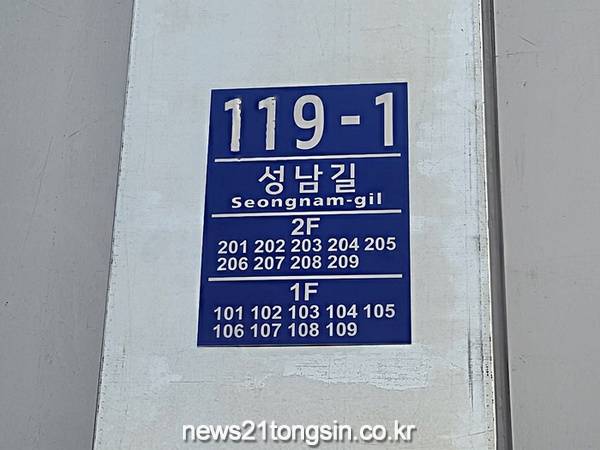 119-1
성남길
Seongnam-gil
2F
201 202 203 204 205
206 207 208 209
1F
101 102 103 104 105
106 107 108 109
news21tongsin.co.kr